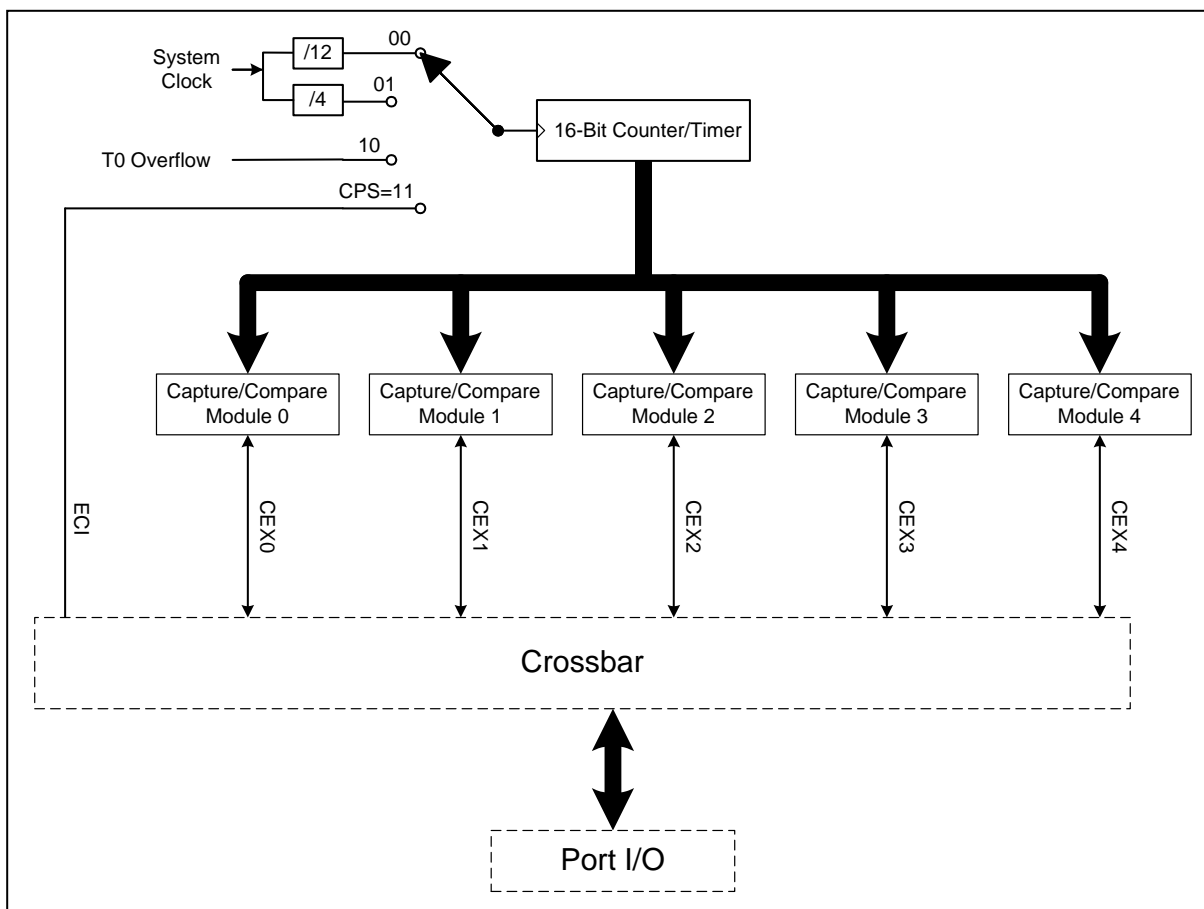 System
Clock
/12
00
/4
01
T0 Overflow
10
CPS=11
16-Bit Counter/Timer
Capture/Compare
Module 0
Capture/Compare
Module 1
Capture/Compare
Module 2
Capture/Compare
Module 3
Capture/Compare
Module 4
ECI
CEX0
CEX1
CEX2
CEX3
CEX4
Crossbar
Port I/O